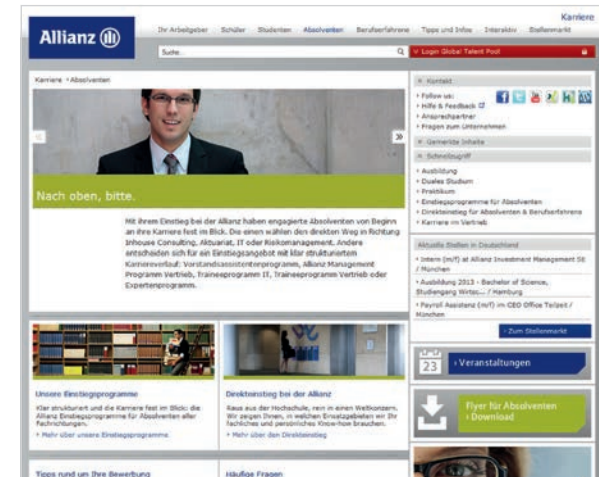 Karriere
Allianz
Ihr Arbeitgeber Schüler Studenten Absolventen Berufserfahrene Tipps und Infos Interaktiv Stellenmarkt
Suche...
Login Global Talent Pool
Karriere › Absolventen
Nach oben, bitte.
Mit ihrem Einstieg bei der Allianz haben engagierte Absolventen von Beginn
an ihre Karriere fest im Blick. Die einen wählen den direkten Weg in Richtung
Inhouse Consulting, Aktuariat, IT oder Risikomanagement. Andere
entscheiden sich für ein Einstiegsangebot mit klar strukturiertem
Karriereverlauf: Vorstandsassistentenprogramm, Allianz Management
Programm Vertrieb, Traineeprogramm IT, Traineeprogramm Vertrieb oder
Expertenprogramm.
Unsere Einstiegsprogramme
Klar strukturiert und die Karriere fest im Blick: die
Allianz Einstiegsprogramme für Absolventen aller
Fachrichtungen.
› Mehr über unsere Einstiegsprogramme
Direkteinstieg bei der Allianz
Raus aus der Hochschule, rein in einen Weltkonzern.
Wir zeigen Ihnen, in welchen Einsatzgebieten wir Ihr
fachliches und persönliches Know-how brauchen.
› Mehr über den Direkteinstieg
Tipps rund um Ihre Bewerbung
Häufige Fragen
Kontakt
› Follow us:
› Hilfe & Feedback
› Ansprechpartner
› Fragen zum Unternehmen
Gemerkte Inhalte
Schnellzugriff
› Ausbildung
› Duales Studium
› Praktikum
› Einstiegsprogramme für Absolventen
› Direkteinstieg für Absolventen & Berufserfahrene
› Karriere im Vertrieb
Aktuelle Stellen in Deutschland
› Intern (m/f) at Allianz Investment Management SE
/ München
› Ausbildung 2013 - Bachelor of Science,
Studiengang Wirtsc... / Hamburg
› Payroll Assistanz (m/f) im CEO Office Teilzeit /
München
› Zum Stellenmarkt
23
› Veranstaltungen
Flyer für Absolventen
› Download